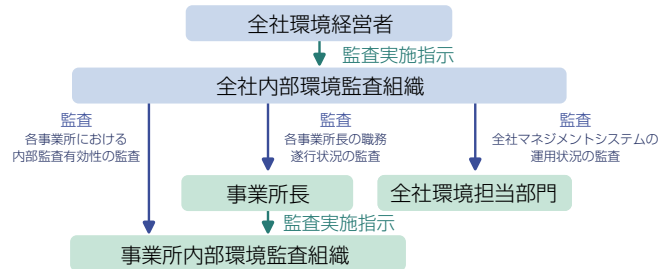 全社環境経営者
監査実施指示
全社内部環境監査組織
監査
各事業所における
内部監査有効性の監査
監査
各事業所長の職務
遂行状況の監査
監査
全社マネジメントシステムの
運用状況の監査
事業所長
全社環境担当部門
監査実施指示
事業所内部環境監査組織